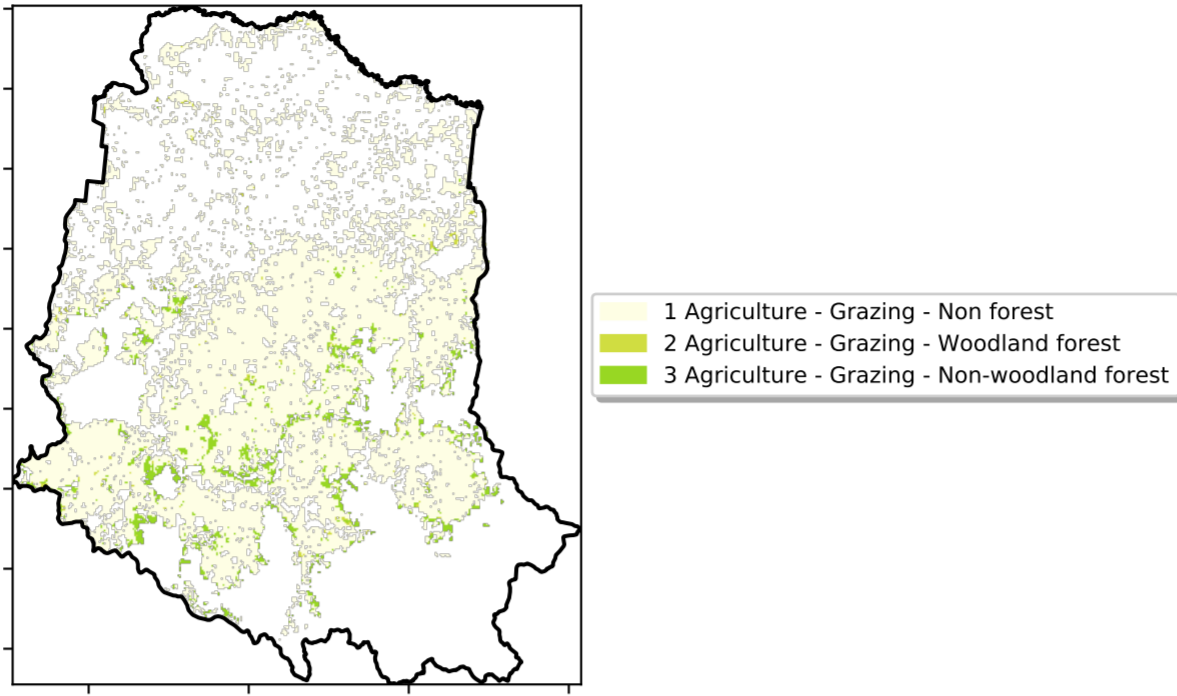 1 Agriculture - Grazing - Non forest
2 Agriculture - Grazing - Woodland forest
3 Agriculture - Grazing - Non-woodland forest